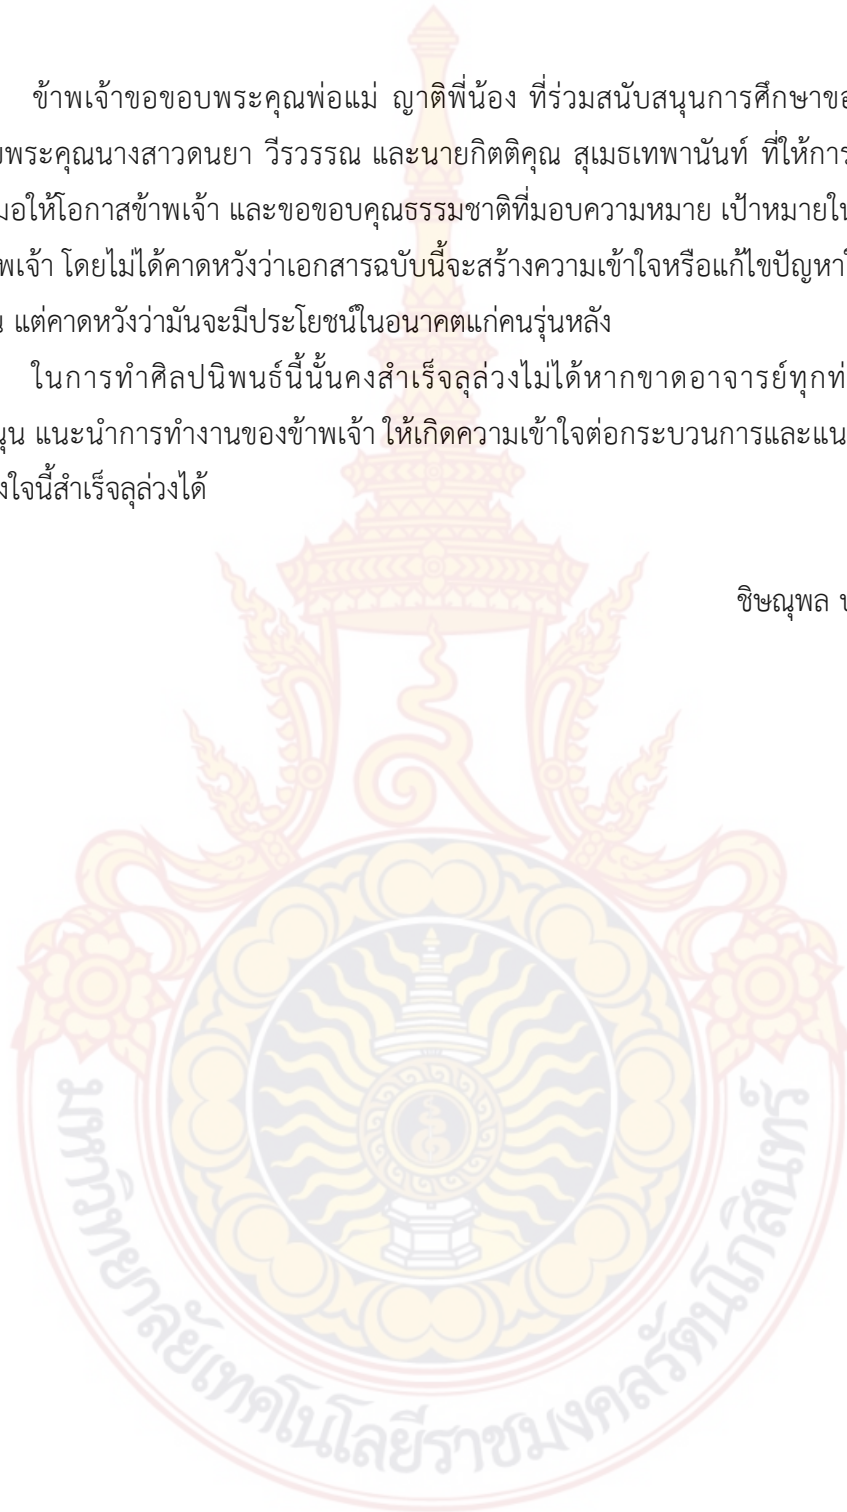 ข้าพเจ้าขอขอบพระคุณพ่อแม่ ญาติพี่น้อง ที่ร่วมสนับสนุนการศึกษาขอ
พระคุณนางสาวดนยา วีรวรรณ และนายกิตติคุณ สุเมธเทพานันท์ ที่ให้การ
มอให้โอกาสข้าพเจ้า และขอขอบคุณธรรมชาติที่มอบความหมาย เป้าหมายใน
พเจ้า โดยไม่ได้คาดหวังว่าเอกสารฉบับนี้จะสร้างความเข้าใจหรือแก้ไขปัญหา
แต่คาดหวังว่ามันจะมีประโยชน์ในอนาคตแก่คนรุ่นหลัง
ในการทำศิลปนิพนธ์นี้นั้นคงสำเร็จลุล่วงไม่ได้หากขาดอาจารย์ทุกท่
นุน แนะนำการทำงานของข้าพเจ้า ให้เกิดความเข้าใจต่อกระบวนการและแน
งใจนี้สำเร็จลุล่วงได้
ชิษณุพล
มหาวิทยาลัยเทคโนโลยีราชมงคลรัตนโกสินทร์